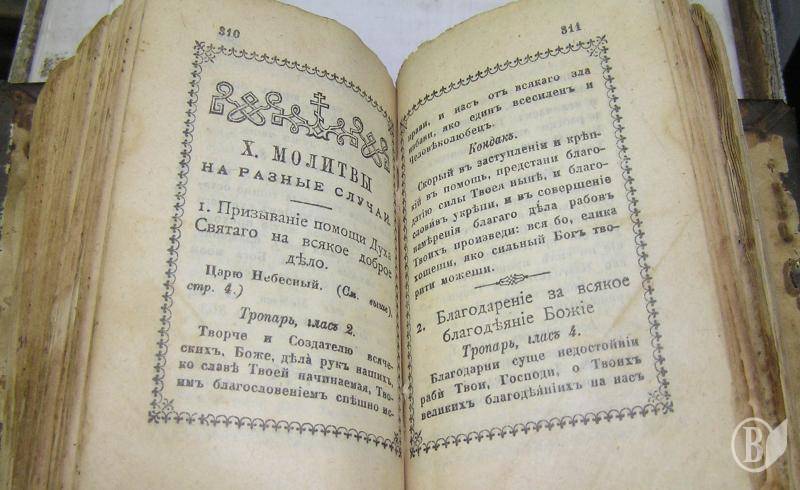 310
X. МОЛИТВЫ
НА РАЗНЫЕ СЛУЧАИ.
1. Призыванiе помощи Духа
Святаго на всякое доброе
дѣло.
Царю Небесный. (См. выше,
стр. 4.)
Тропарь, гласъ 2.
Творче и Создателю всяче-
скихъ, Боже, дѣла рукъ нашихъ,
ко славѣ Твоей начинаемая, Тво-
имъ благословенiемъ спѣшно ис-
311
прави, и насъ отъ всякаго зла
избави, яко единъ всесиленъ и
Человѣколюбецъ.
Кондакъ.
Скорый въ заступленiи и крѣп-
кiй въ помощь, предстани благо-
датiю силы Твоея нынѣ, и благо-
словивъ укрѣпи, и въ совершенiе
намѣренiя благаго дѣла рабовъ
Твоихъ произведи: вся бо, елика
хощеши, яко сильный Богъ тво-
рити можеши.
2. Благодаренiе за всякое
благодѣянiе Божiе
Тропарь, гласъ 4.
Благодарни суще недостойнiи
раби Твои, Господи, о Твоихъ
великихъ благодѣянiихъ на насъ
В